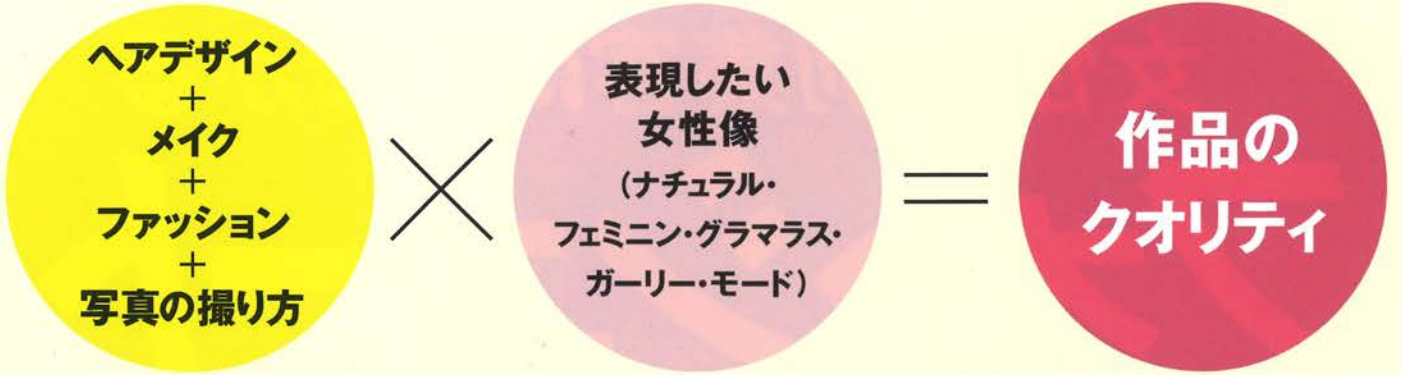 ヘアデザイン
+
メイク
+
ファッション
+
写真の撮り方
×
表現したい
女性像
(ナチュラル・
フェミニン・グラマラス・
ガーリー・モード)
=
作品の
クオリティ